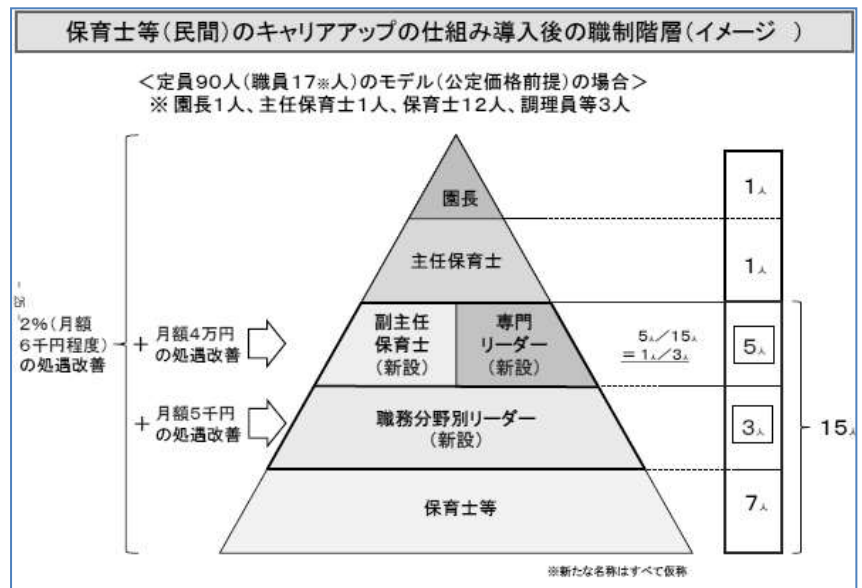 保育士等(民間)のキャリアアップの仕組み導入後の職制階層(イメージ )
<定員90人(職員17※人)のモデル(公定価格前提)の場合>
※ 園長1人、主任保育士1人、保育士12人、調理員等3人
園長
1人
主任保育士
1人
2%(月額
6千円程度)
の処遇改善
+ 月額4万円
の処遇改善
副主任
保育士
(新設)
専門
リーダー
(新設)
5人/15人
=1人/3人
5人
+ 月額5千円
の処遇改善
職務分野別リーダー
(新設)
3人
15人
保育士等
7人
※新たな名称はすべて仮称